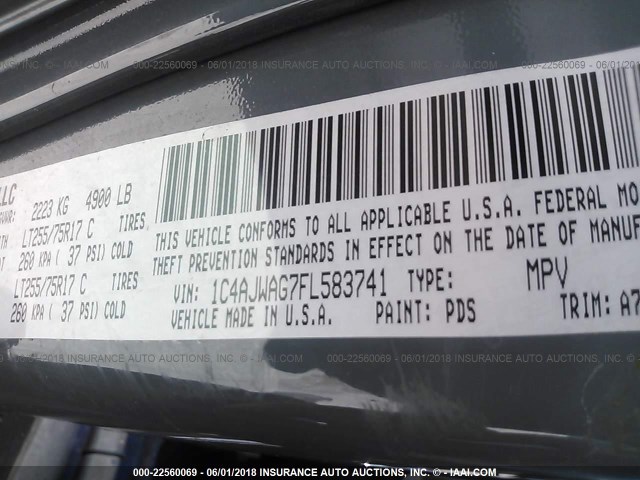 000-22560069 - 06/01/2018 INSURANCE AUTO AUCTIONS, INC. - © - IAAI.COM
LLC
GVWR: 2223 KG 4900 LB
LT255/75R17 C TIRES
260 KPA ( 37 PSI) COLD
LT255/75R17 C TIRES
260 KPA ( 37 PSI) COLD
THIS VEHICLE CONFORMS TO ALL APPLICABLE U.S.A. FEDERAL MO
THEFT PREVENTION STANDARDS IN EFFECT ON THE DATE OF MANUF
VIN: 1C4AJWAG7FL583741 TYPE: MPV
VEHICLE MADE IN U.S.A. PAINT: PDS TRIM: A7
000-22560069 - 06/01/2018 INSURANCE AUTO AUCTIONS, INC. - © - IAAI.COM
000-22560069 - 06/01/2018 INSURANCE AUTO AUCTIONS, INC. - © - IAAI.COM